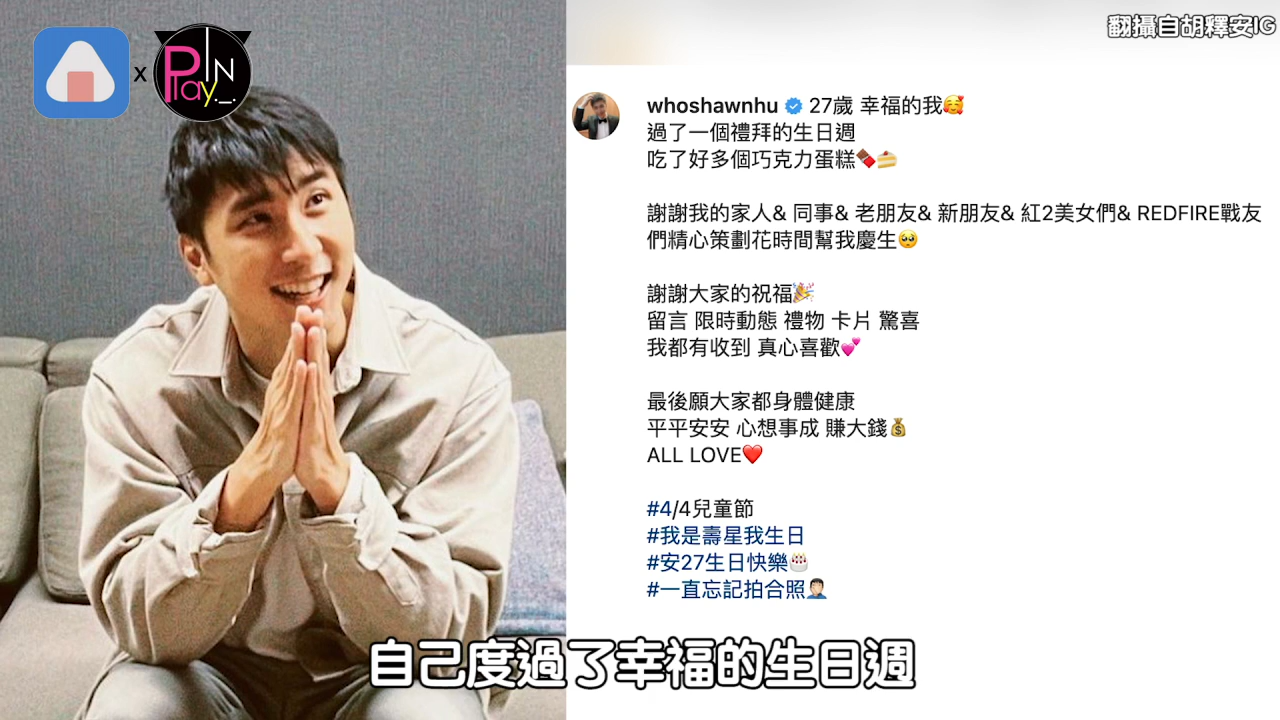 翻攝自胡釋安IG
x
PlayIN
whoshawnhu 27歲 幸福的我🥰
過了一個禮拜的生日週
吃了好多個巧克力蛋糕🍫🍰
謝謝我的家人& 同事& 老朋友& 新朋友& 紅2美女們& REDFIRE戰友
們精心策劃花時間幫我慶生🥺
謝謝大家的祝福🎉
留言 限時動態 禮物 卡片 驚喜
我都有收到 真心喜歡💕
最後願大家都身體健康
平平安安 心想事成 賺大錢💰
ALL LOVE❤️
#4/4兒童節
#我是壽星我生日
#安27生日快樂🎂
#一直忘記拍合照🤦🏻‍♂️
自己度過了幸福的生日週